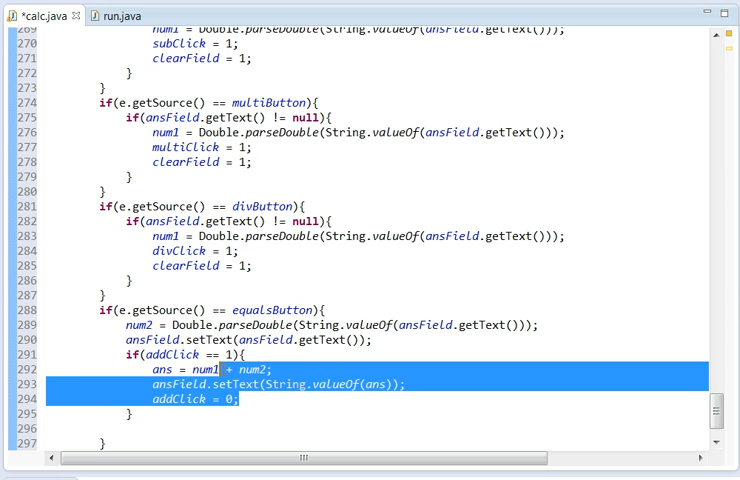 *calc.java
run.java
269 num1 = Double.parseDouble(String.valueOf(ansField.getText()));
270 subClick = 1;
271 clearField = 1;
272 }
273 }
274 if(e.getSource() == multiButton){
275 if(ansField.getText() != null){
276 num1 = Double.parseDouble(String.valueOf(ansField.getText()));
277 multiClick = 1;
278 clearField = 1;
279 }
280 }
281 if(e.getSource() == divButton){
282 if(ansField.getText() != null){
283 num1 = Double.parseDouble(String.valueOf(ansField.getText()));
284 divClick = 1;
285 clearField = 1;
286 }
287 }
288 if(e.getSource() == equalsButton){
289 num2 = Double.parseDouble(String.valueOf(ansField.getText()));
290 ansField.setText(ansField.getText());
291 if(addClick == 1){
292 ans = num1 + num2;
293 ansField.setText(String.valueOf(ans));
294 addClick = 0;
295 }
296
297 }